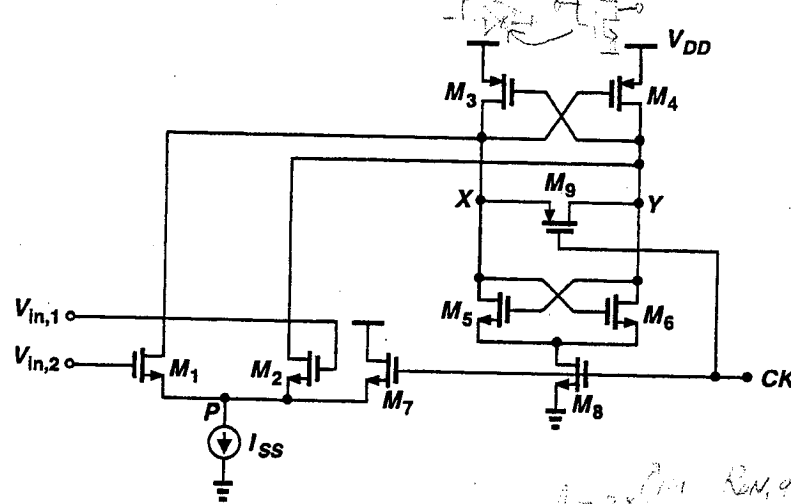 V_DD
M_3
M_4
M_9
X
Y
M_5
M_6
V_in,1
V_in,2
M_1
M_2
M_7
M_8
CK
P
I_SS